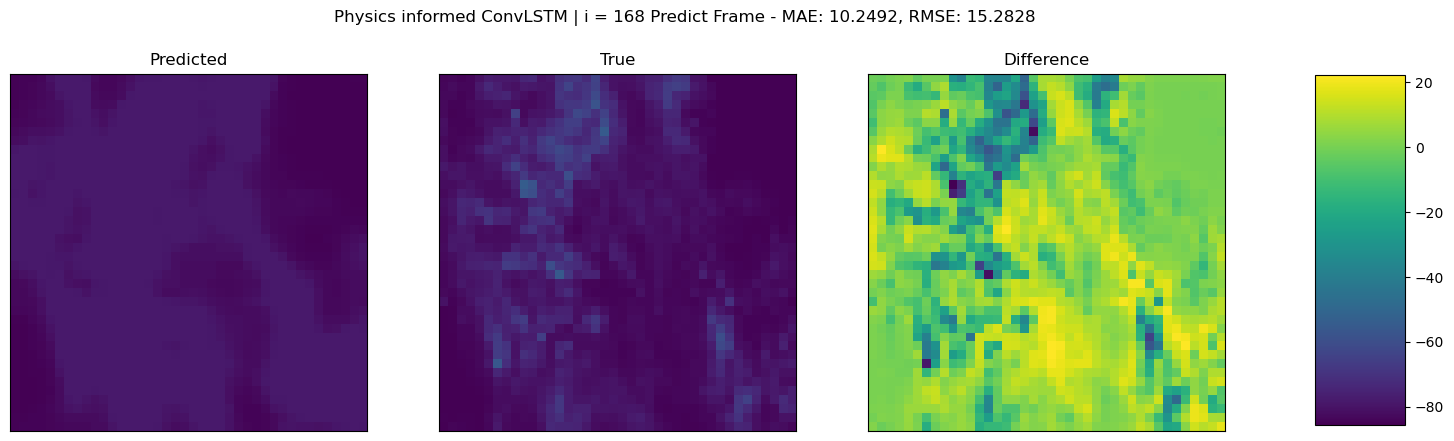 Physics informed ConvLSTM | i = 168 Predict Frame - MAE: 10.2492, RMSE: 15.2828
Predicted
True
Difference
20
0
−20
−40
−60
−80